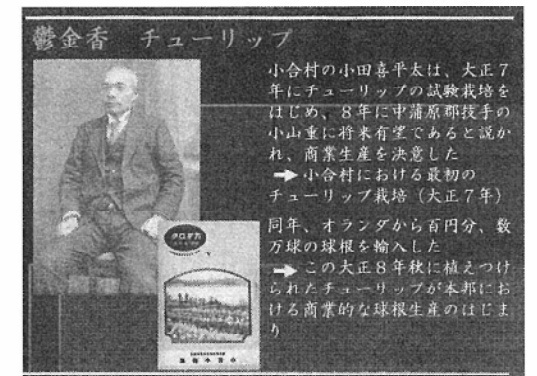 鬱金香　チューリップ
小合村の小田喜平太は、大正７
年にチューリップの試験栽培を
はじめ、８年に中蒲原郡技手の
小山重に将来有望であると説か
れ、商業生産を決意した
➡小合村における最初の
チューリップ栽培（大正７年）
同年、オランダから百円分、数
万球の球根を輸入した
➡この大正８年秋に植えつけ
られたチューリップが本邦にお
ける商業的な球根生産のはじま
り